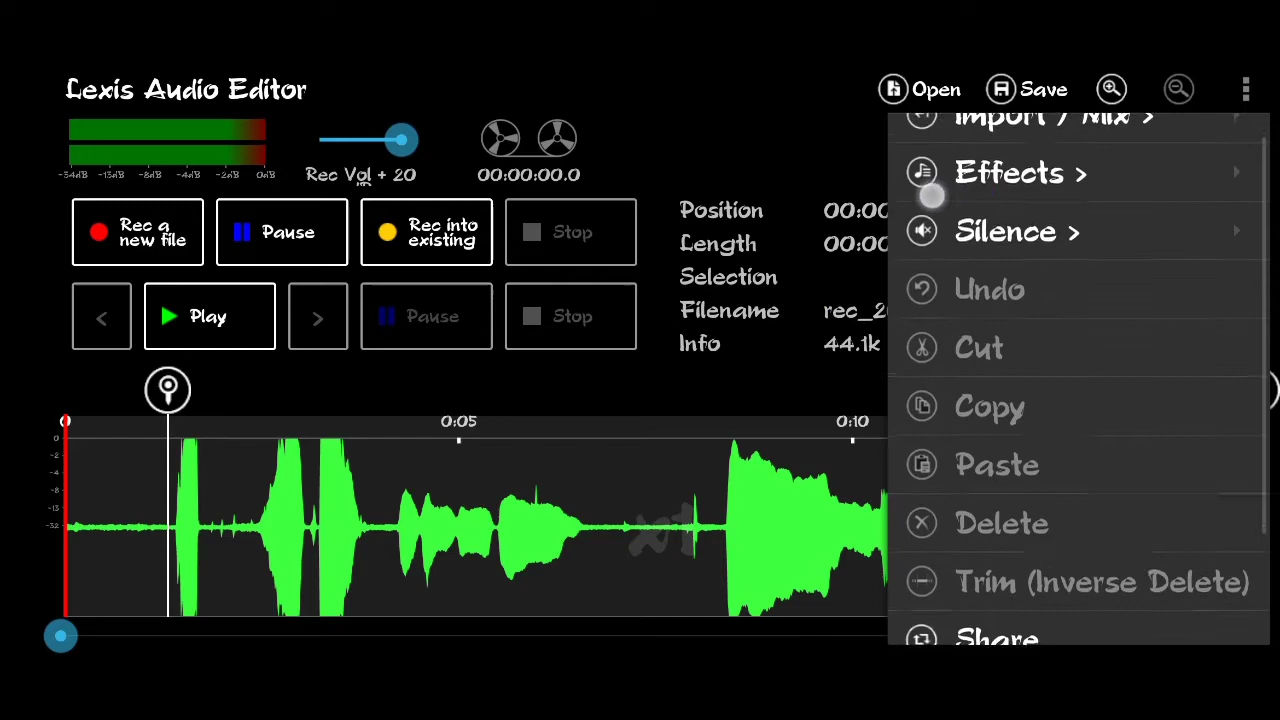 Lexis Audio Editor
Open
Save
-54dB -15dB -8dB -4dB -2dB 0dB
Rec Vol + 20
00:00:00.0
Import / Mix >
Effects >
Silence >
Undo
Cut
Copy
Paste
Delete
Trim (Inverse Delete)
Share
Rec a
new file
Pause
Rec into
existing
Stop
<
Play
>
Pause
Stop
Position 00:00
Length 00:00
Selection
Filename rec_2
Info 44.1k
0 0:05 0:10
0
-2
-4
-8
-15